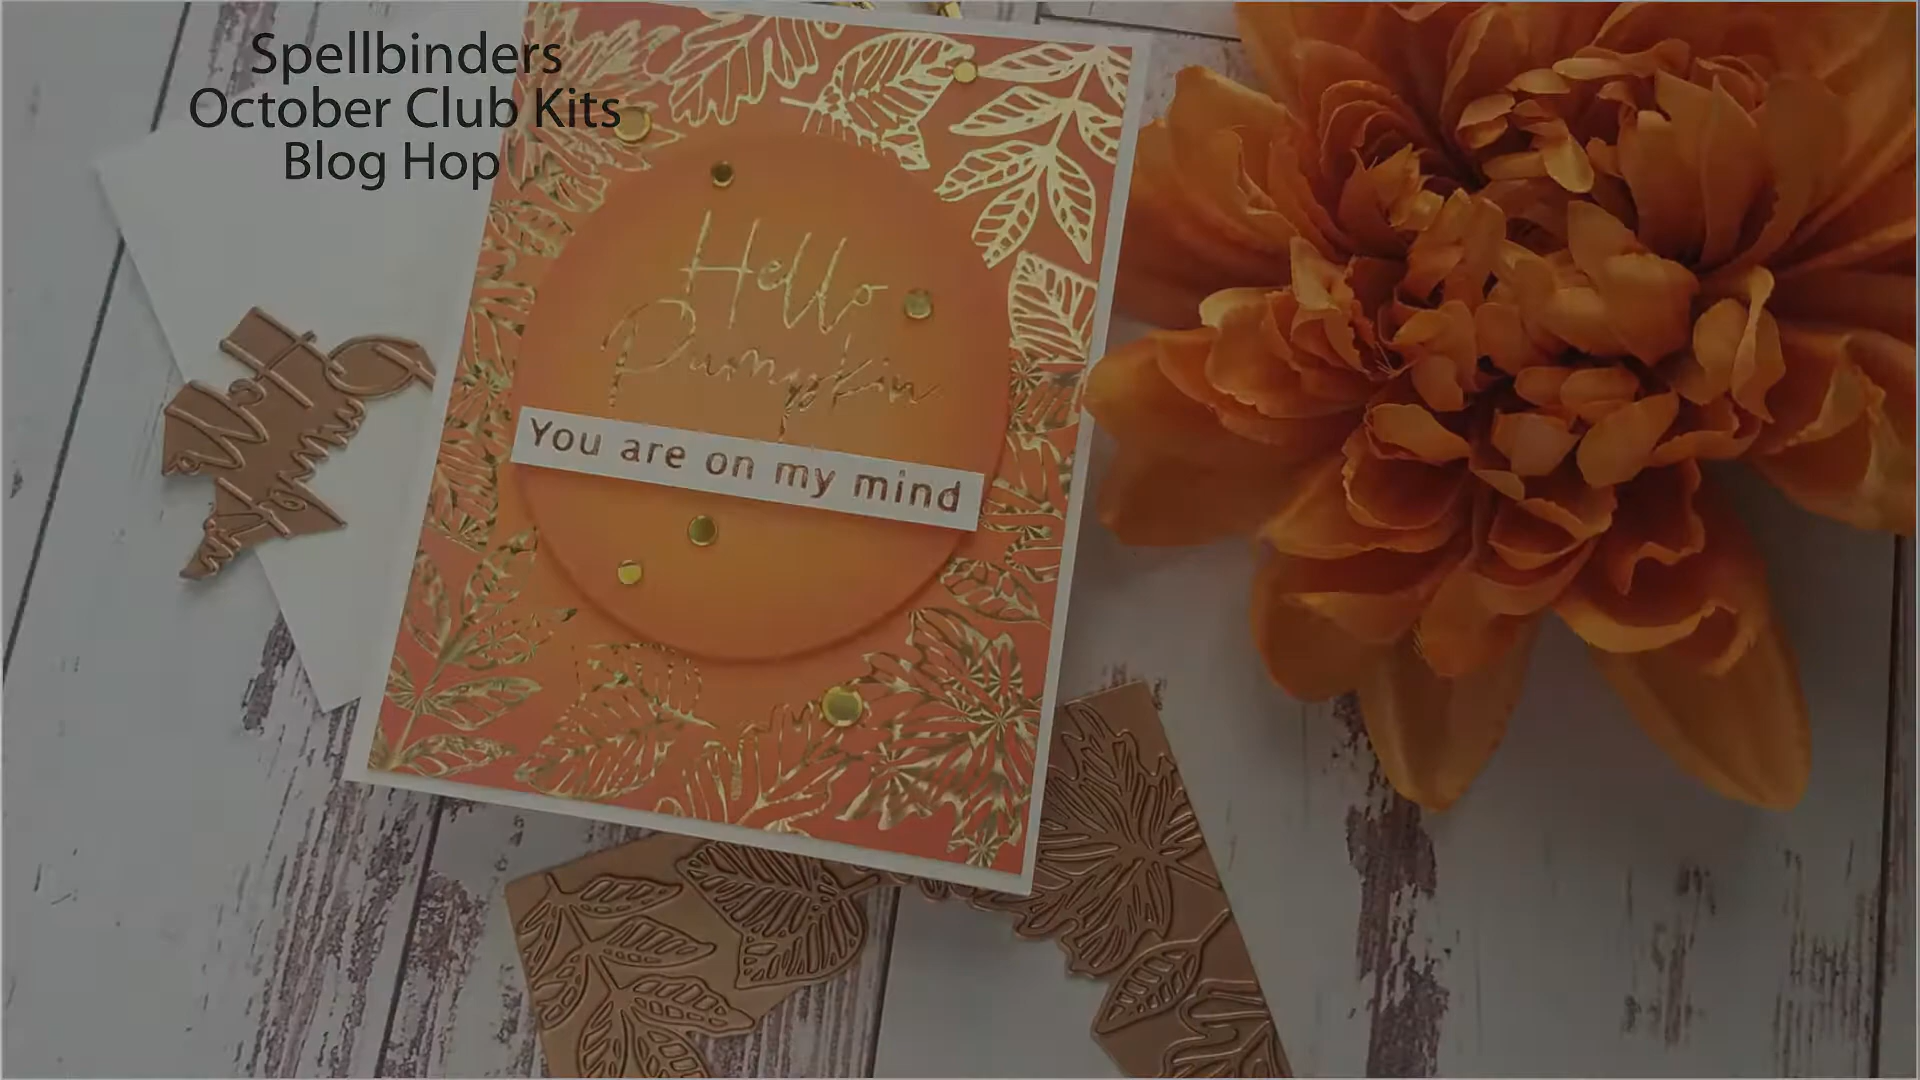 Spellbinders
October Club Kits
Blog Hop
Hello
Pumpkin
You are on my mind